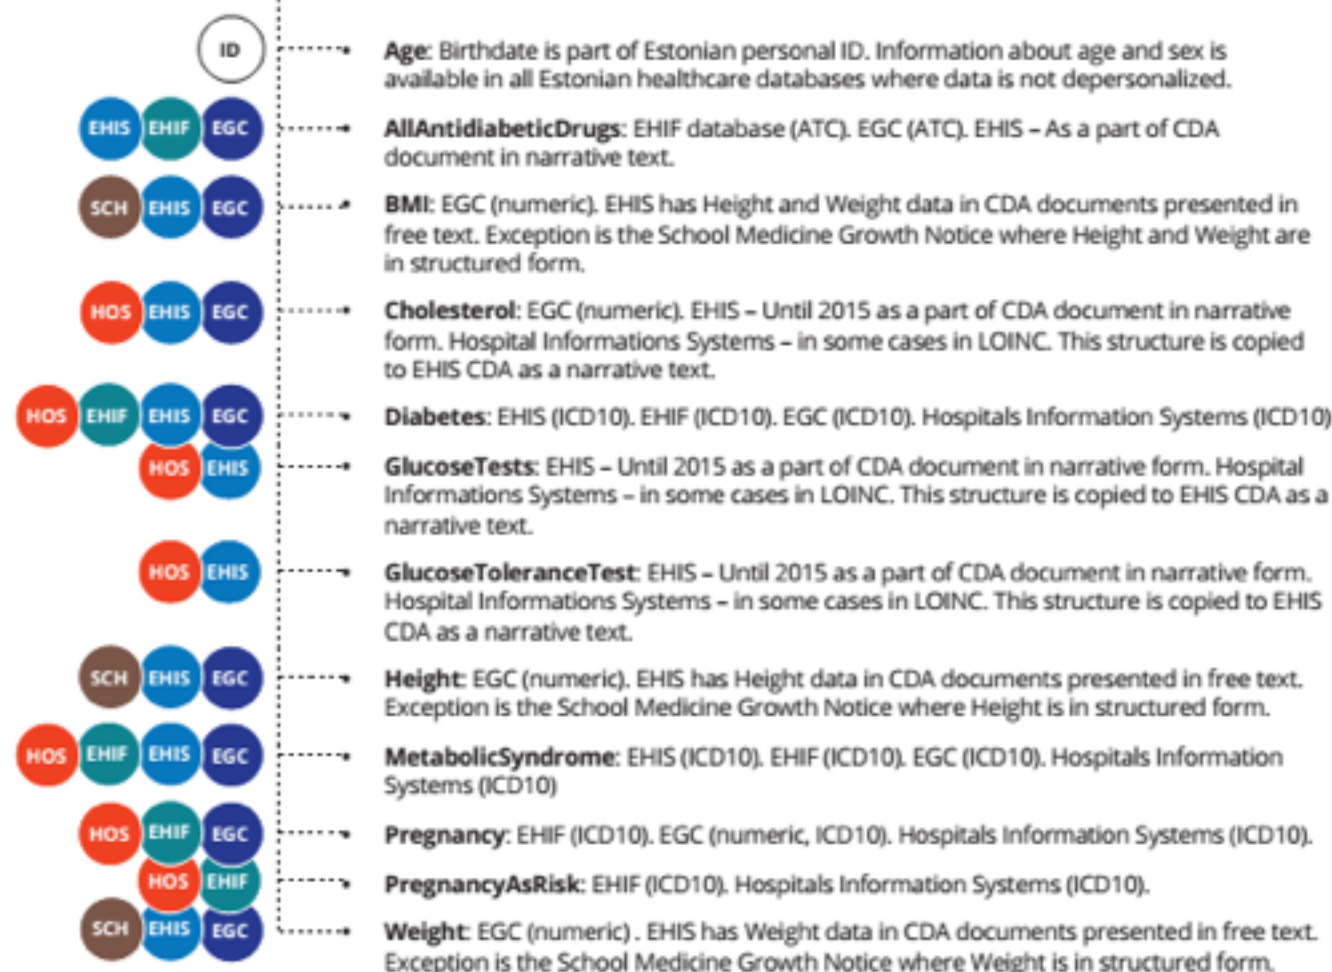 ID
Age: Birthdate is part of Estonian personal ID. Information about age and sex is
available in all Estonian healthcare databases where data is not depersonalized.
EHIS EHIF EGC
AllAntidiabeticDrugs: EHIF database (ATC). EGC (ATC). EHIS – As a part of CDA
document in narrative text.
SCH EHIS EGC
BMI: EGC (numeric). EHIS has Height and Weight data in CDA documents presented in
free text. Exception is the School Medicine Growth Notice where Height and Weight are
in structured form.
HOS EHIS EGC
Cholesterol: EGC (numeric). EHIS – Until 2015 as a part of CDA document in narrative
form. Hospital Informations Systems – in some cases in LOINC. This structure is copied
to EHIS CDA as a narrative text.
HOS EHIF EHIS EGC
Diabetes: EHIS (ICD10). EHIF (ICD10). EGC (ICD10). Hospitals Information Systems (ICD10)
HOS EHIS
GlucoseTests: EHIS – Until 2015 as a part of CDA document in narrative form. Hospital
Informations Systems – in some cases in LOINC. This structure is copied to EHIS CDA as a
narrative text.
HOS EHIS
GlucoseToleranceTest: EHIS – Until 2015 as a part of CDA document in narrative form.
Hospital Informations Systems – in some cases in LOINC. This structure is copied to EHIS
CDA as a narrative text.
SCH EHIS EGC
Height: EGC (numeric). EHIS has Height data in CDA documents presented in free text.
Exception is the School Medicine Growth Notice where Height is in structured form.
HOS EHIF EHIS EGC
MetabolicSyndrome: EHIS (ICD10). EHIF (ICD10). EGC (ICD10). Hospitals Information
Systems (ICD10)
HOS EHIF EGC
Pregnancy: EHIF (ICD10). EGC (numeric, ICD10). Hospitals Information Systems (ICD10).
HOS EHIF
PregnancyAsRisk: EHIF (ICD10). Hospitals Information Systems (ICD10).
SCH EHIS EGC
Weight: EGC (numeric) . EHIS has Weight data in CDA documents presented in free text.
Exception is the School Medicine Growth Notice where Weight is in structured form.